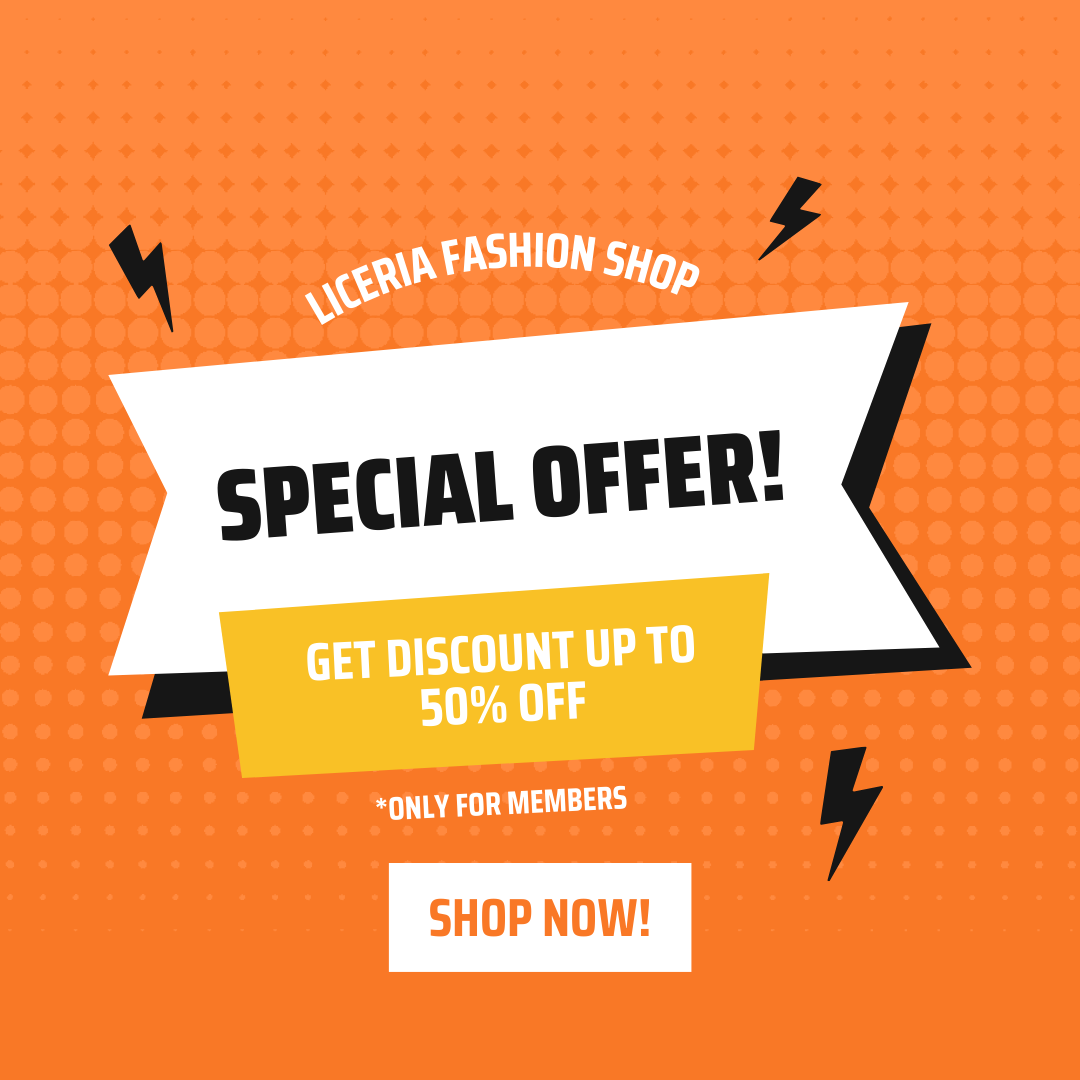 LICERIA FASHION SHOP
SPECIAL OFFER!
GET DISCOUNT UP TO
50% OFF
*ONLY FOR MEMBERS
SHOP NOW!